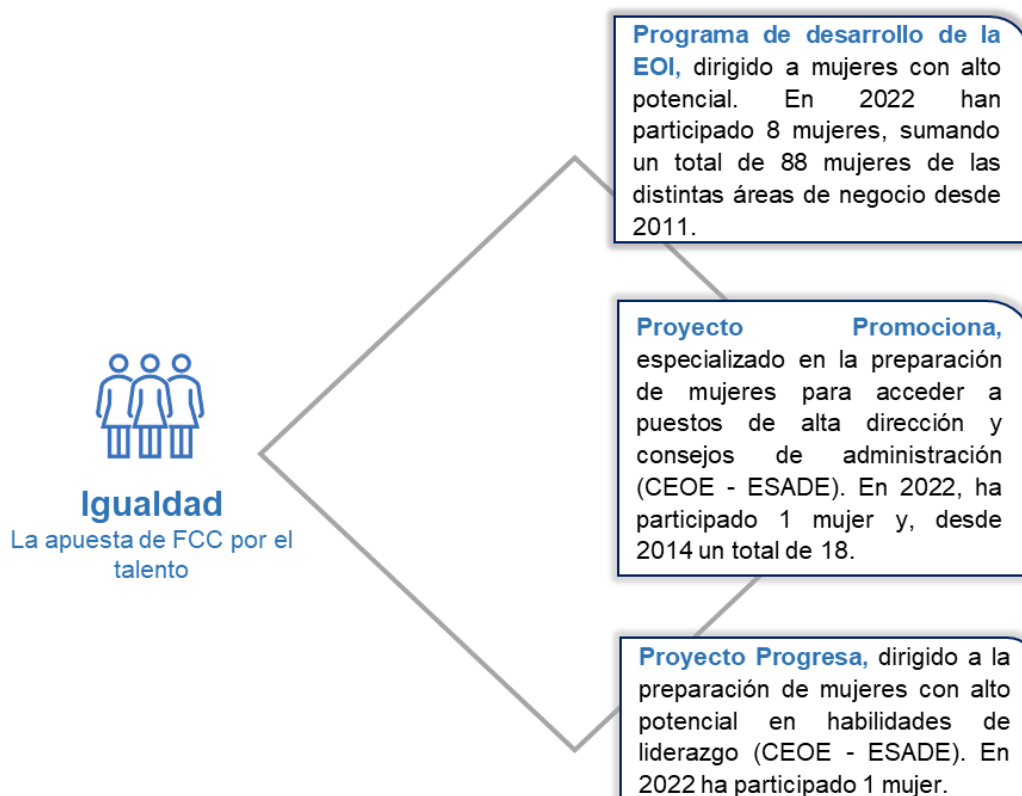 Programa de desarrollo de la
EOI, dirigido a mujeres con alto
potencial. En 2022 han
participado 8 mujeres, sumando
un total de 88 mujeres de las
distintas áreas de negocio desde
2011.
Proyecto Promociona,
especializado en la preparación
de mujeres para acceder a
puestos de alta dirección y
consejos de administración
(CEOE - ESADE). En 2022, ha
participado 1 mujer y, desde
2014 un total de 18.
Igualdad
La apuesta de FCC por el
talento
Proyecto Progresa, dirigido a la
preparación de mujeres con alto
potencial en habilidades de
liderazgo (CEOE - ESADE). En
2022 ha participado 1 mujer.